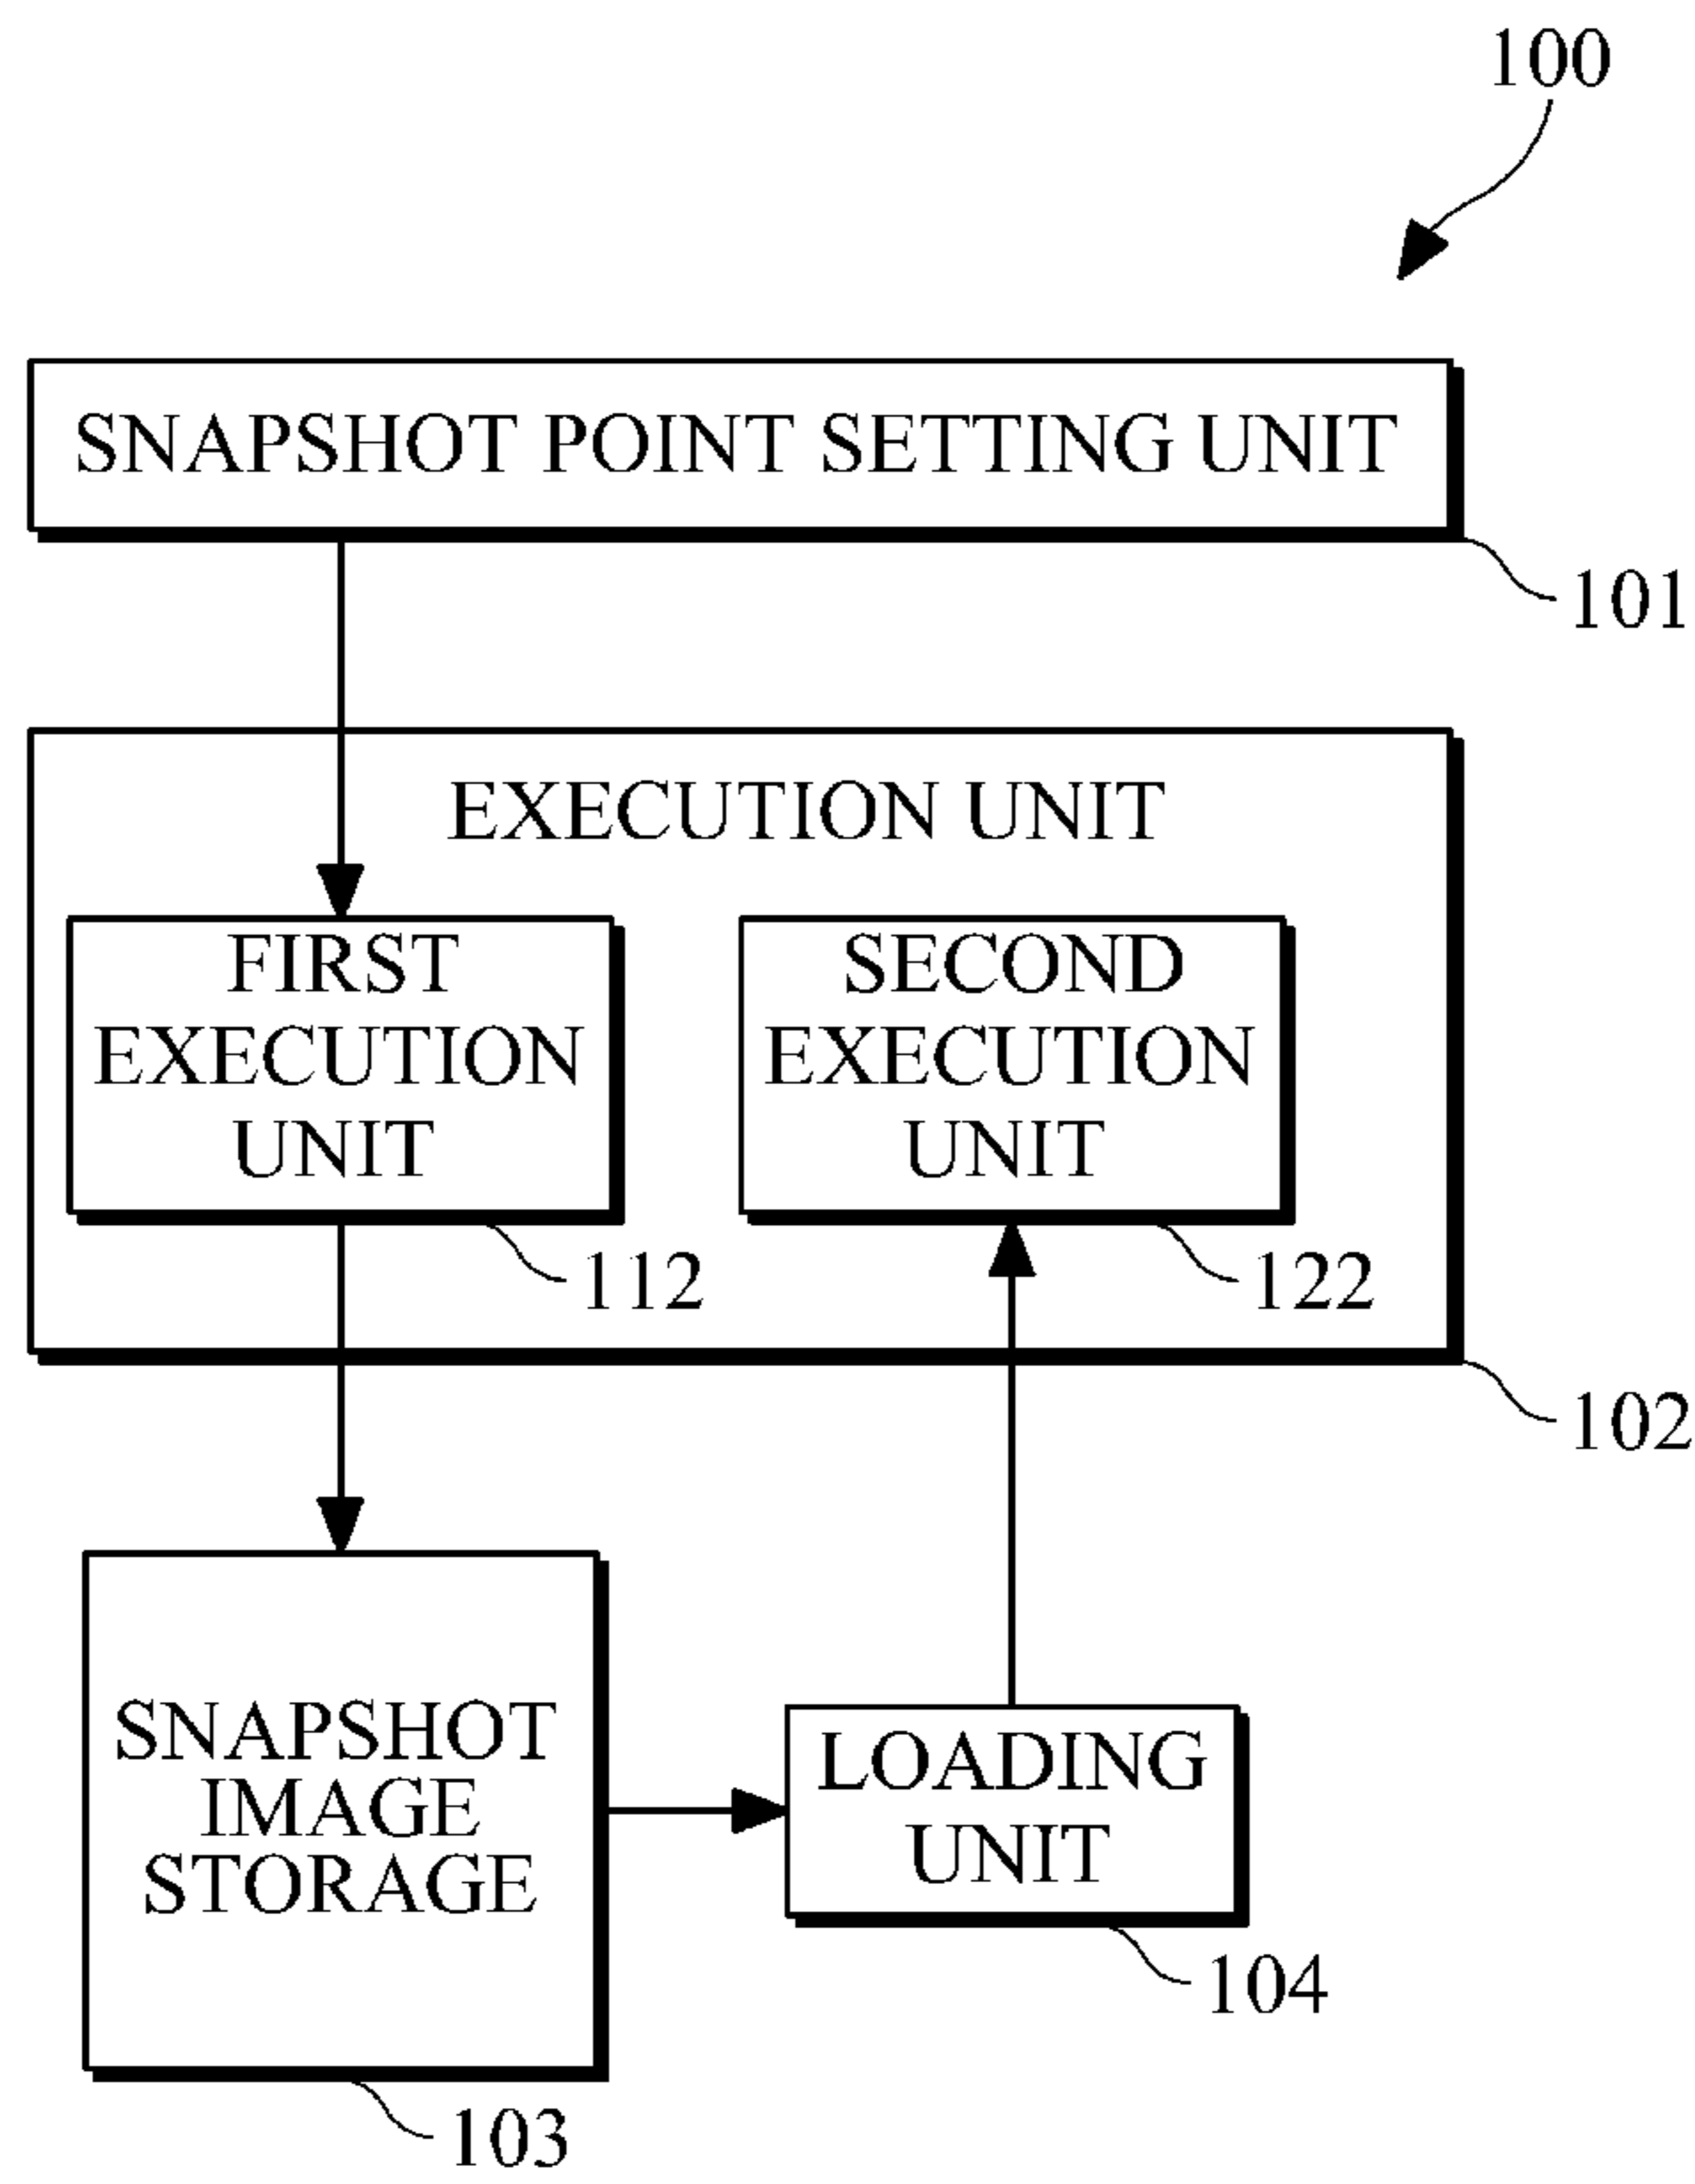 100
SNAPSHOT POINT SETTING UNIT
101
EXECUTION UNIT
FIRST
EXECUTION
UNIT
112
SECOND
EXECUTION
UNIT
122
102
SNAPSHOT
IMAGE
STORAGE
103
LOADING
UNIT
104